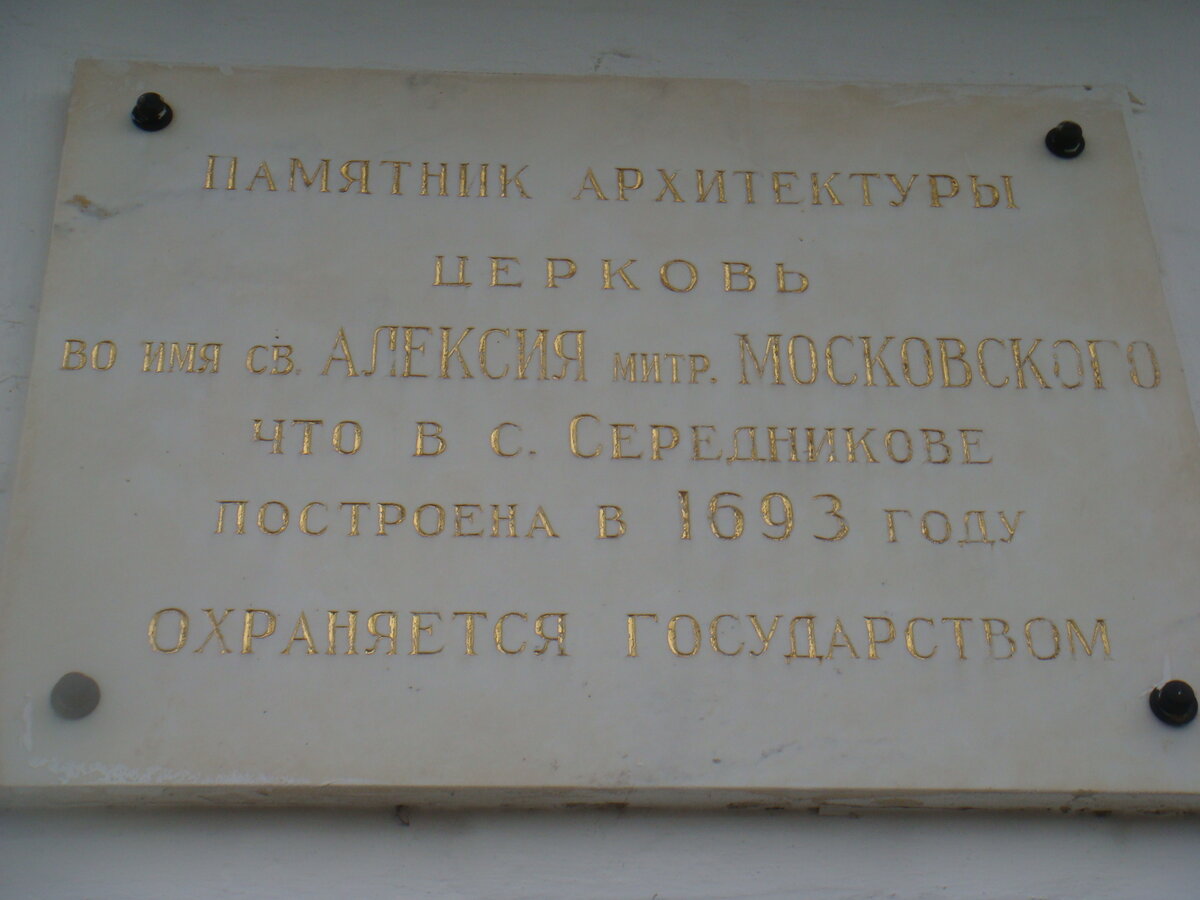 ПАМЯТНИК АРХИТЕКТУРЫ
ЦЕРКОВЬ
ВО ИМЯ СВ. АЛЕКСИЯ МИТР. МОСКОВСКОГО
ЧТО В С. СЕРЕДНИКОВЕ
ПОСТРОЕНА В 1693 ГОДУ
ОХРАНЯЕТСЯ ГОСУДАРСТВОМ